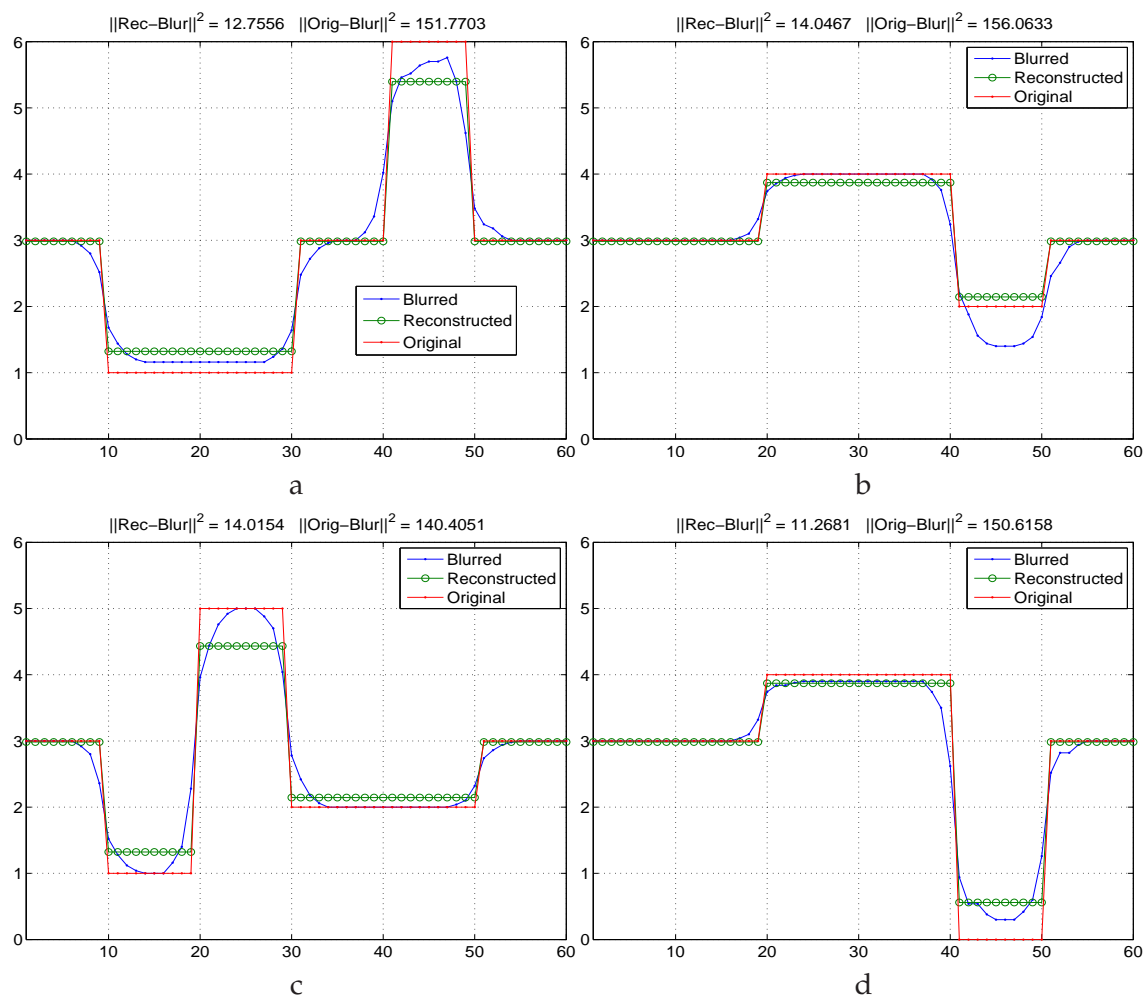 ||Rec−Blur||² = 12.7556 ||Orig−Blur||² = 151.7703
6
5
4
3
2
1
0
Blurred
Reconstructed
Original
10 20 30 40 50 60
a
||Rec−Blur||² = 14.0467 ||Orig−Blur||² = 156.0633
6
5
4
3
2
1
0
Blurred
Reconstructed
Original
10 20 30 40 50 60
b
||Rec−Blur||² = 14.0154 ||Orig−Blur||² = 140.4051
6
5
4
3
2
1
0
Blurred
Reconstructed
Original
10 20 30 40 50 60
c
||Rec−Blur||² = 11.2681 ||Orig−Blur||² = 150.6158
6
5
4
3
2
1
0
Blurred
Reconstructed
Original
10 20 30 40 50 60
d